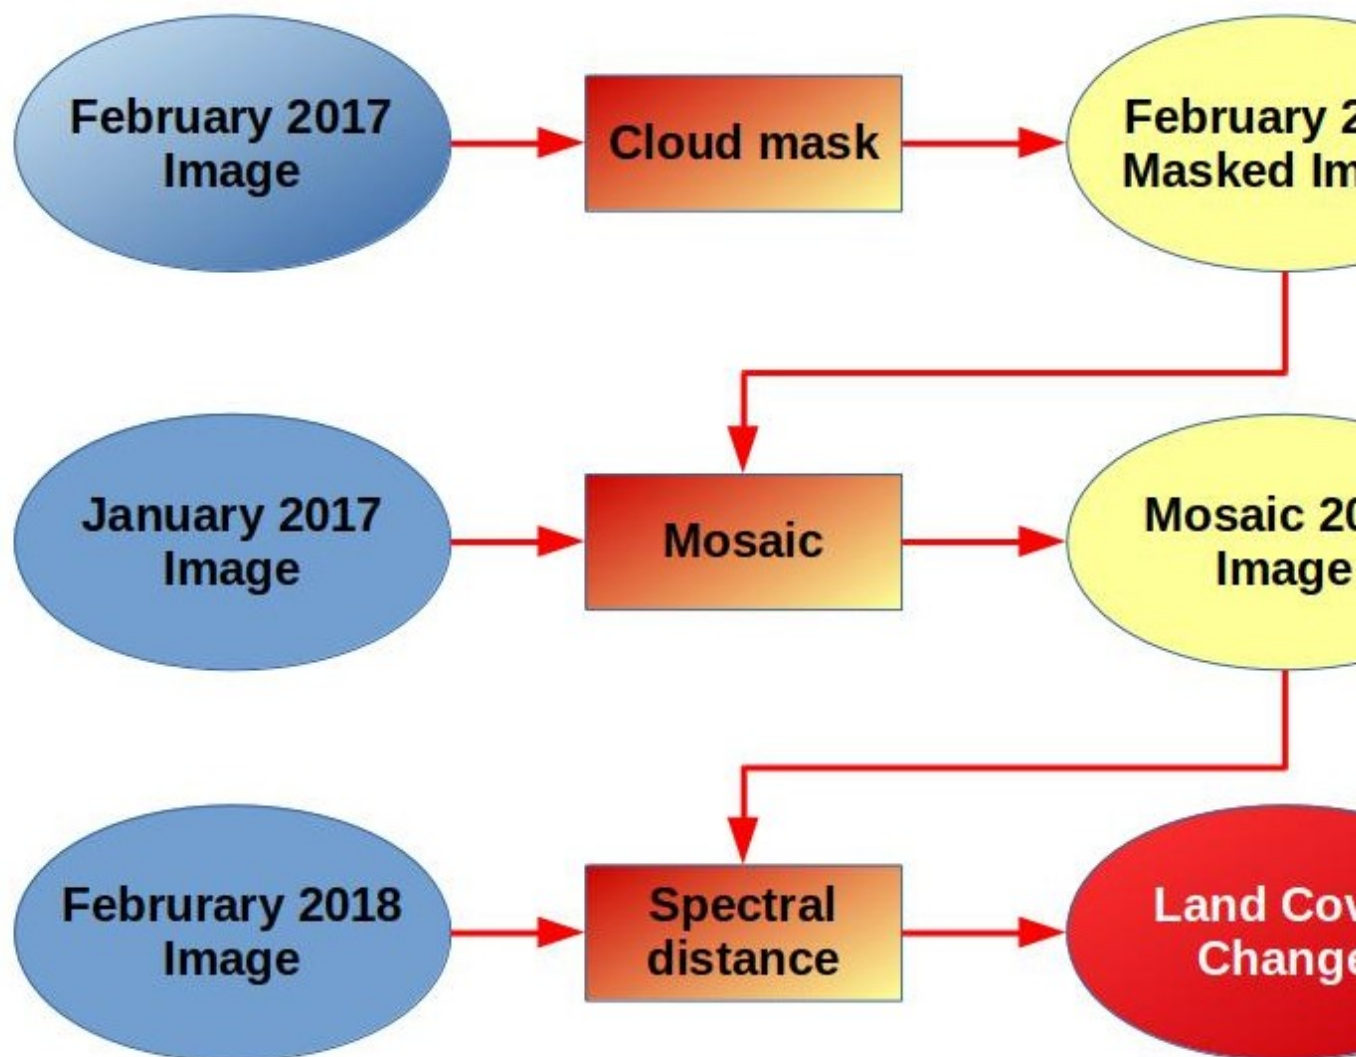 February 2017
Image
Cloud mask
February 2
Masked Im
January 2017
Image
Mosaic
Mosaic 20
Image
Februrary 2018
Image
Spectral
distance
Land Cov
Change